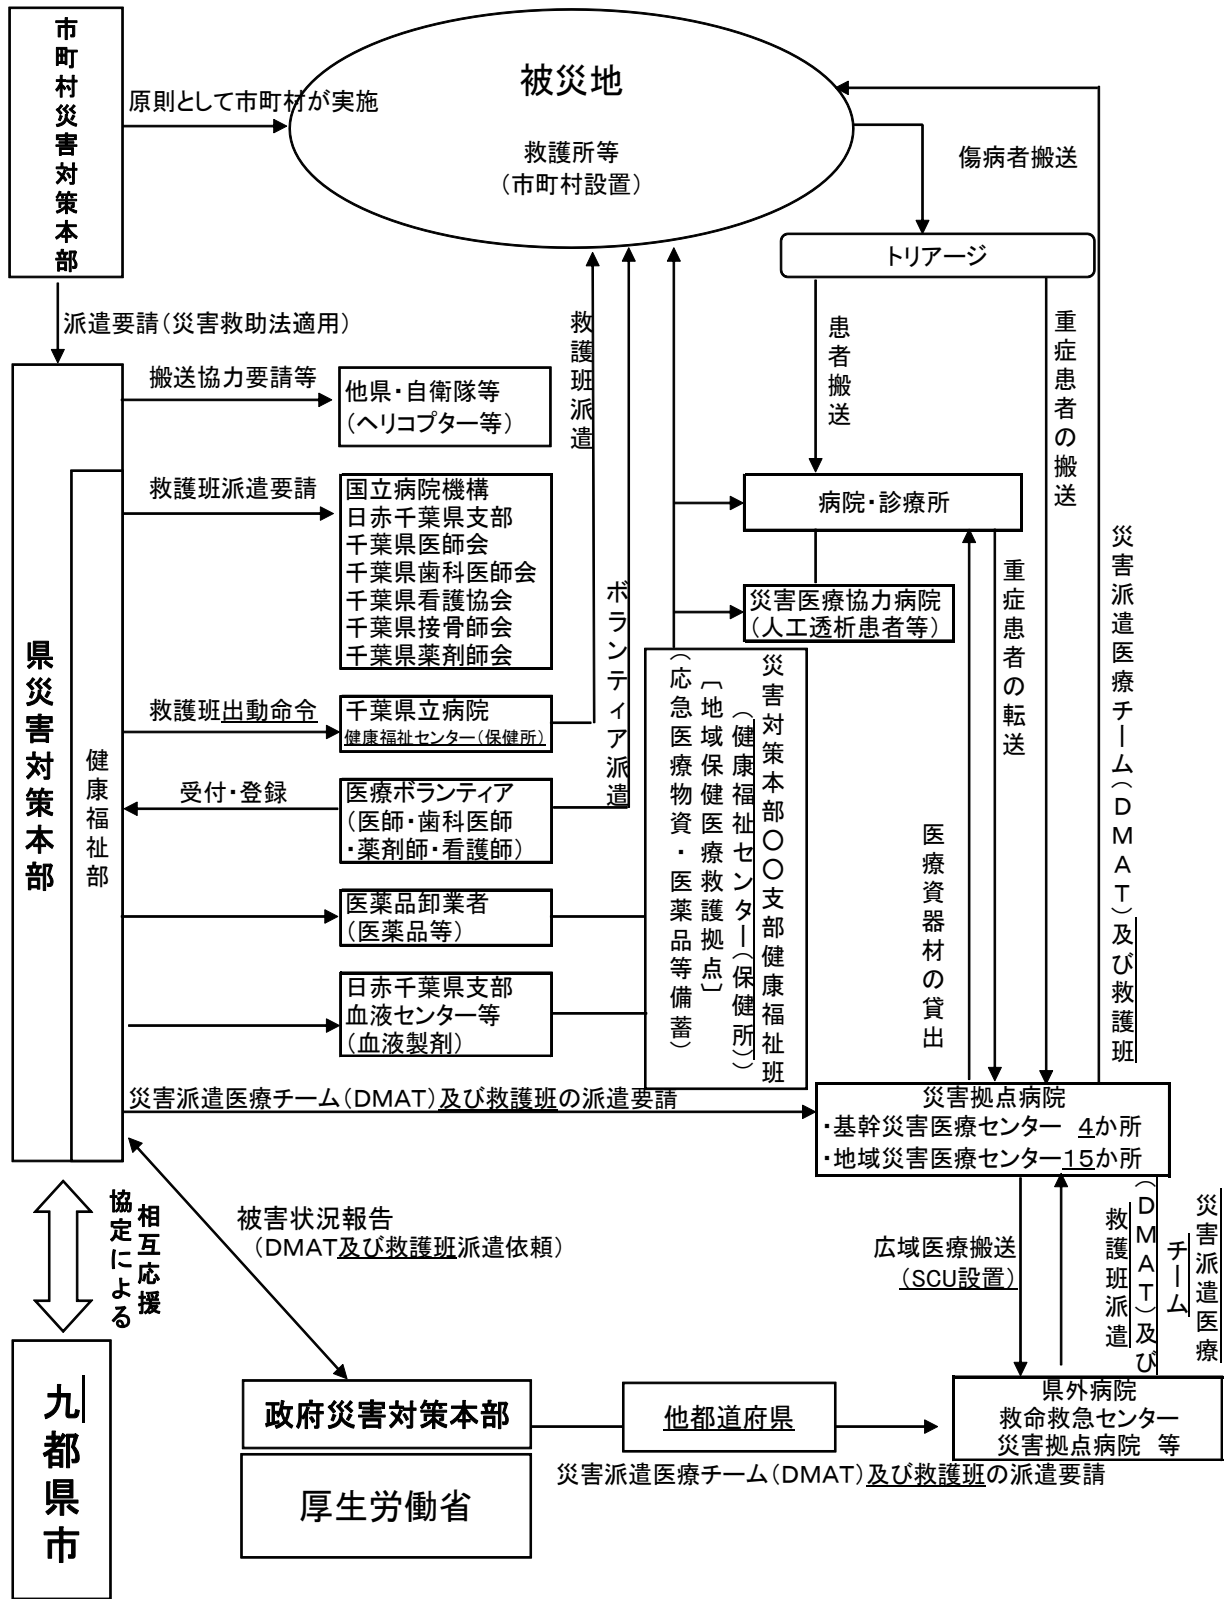 市町村災害対策本部
原則として市町村が実施
被災地
救護所等
（市町村設置）
傷病者搬送
トリアージ
派遣要請（災害救助法適用）
救護班派遣
患者搬送
重症患者の搬送
県災害対策本部
健康福祉部
搬送協力要請等
他県・自衛隊等
（ヘリコプター等）
救護班派遣要請
国立病院機構
日赤千葉県支部
千葉県医師会
千葉県歯科医師会
千葉県看護協会
千葉県接骨師会
千葉県薬剤師会
病院・診療所
災害医療協力病院
（人工透析患者等）
ボランティア派遣
重症患者の転送
災害派遣医療チーム（ＤＭＡＴ）及び救護班
救護班出動命令
千葉県立病院
健康福祉センター（保健所）
受付・登録
医療ボランティア
（医師・歯科医師
・薬剤師・看護師）
医薬品卸業者
（医薬品等）
日赤千葉県支部
血液センター等
（血液製剤）
災害対策本部〇〇支部健康福祉班
（健康福祉センター（保健所））
〔地域保健医療救護拠点〕
（応急医療物資・医薬品等備蓄）
医療資器材の貸出
災害派遣医療チーム（DMAT）及び救護班の派遣要請
災害拠点病院
・基幹災害医療センター　4か所
・地域災害医療センター15か所
相互応援
協定による
被害状況報告
（DMAT及び救護班派遣依頼）
広域医療搬送
（SCU設置）
災害派遣医療
チーム
（ＤＭＡＴ）及び
救護班派遣
九都県市
政府災害対策本部
厚生労働省
他都道府県
県外病院
救命救急センター
災害拠点病院　等
災害派遣医療チーム（DMAT）及び救護班の派遣要請